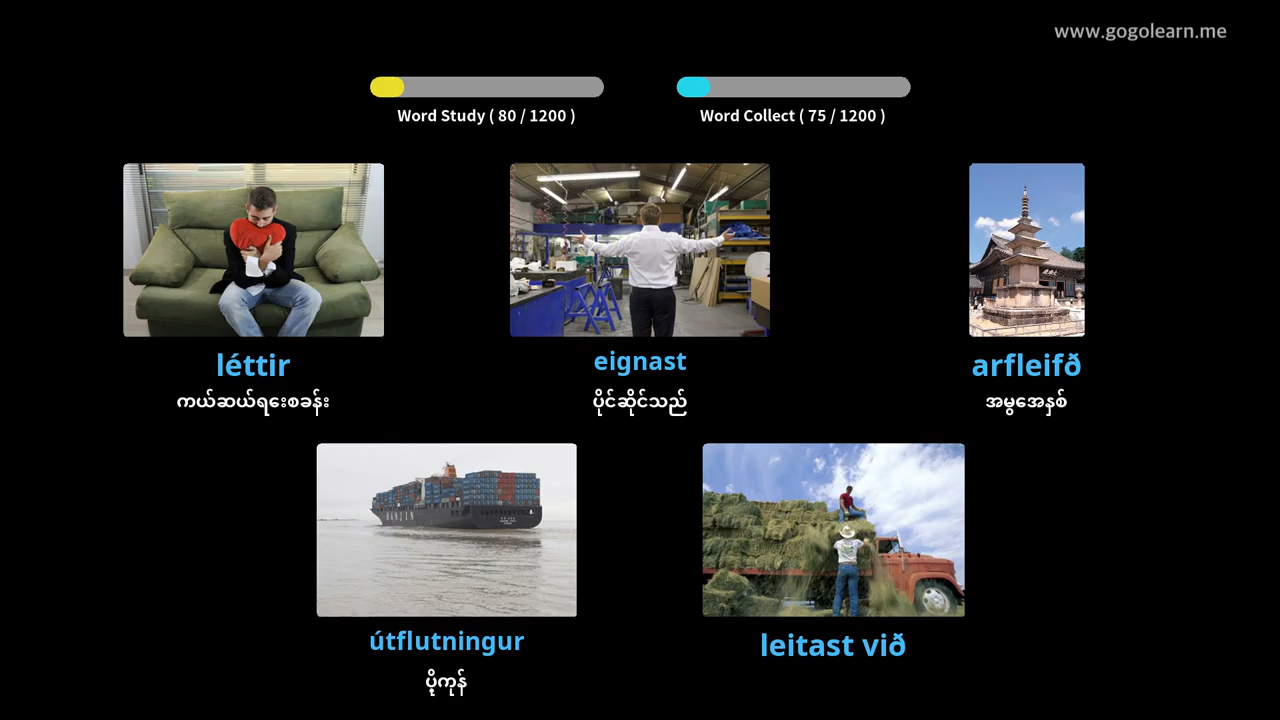 www.gogolearn.me
Word Study ( 80 / 1200 )
Word Collect ( 75 / 1200 )
léttir
eignast
arfleifð
ကယ်ဆယ်ရေးစခန်း
ပိုင်ဆိုင်သည်
အမွေအနှစ်
HANJIN
útflutningur
leitast við
ပို့ကုန်